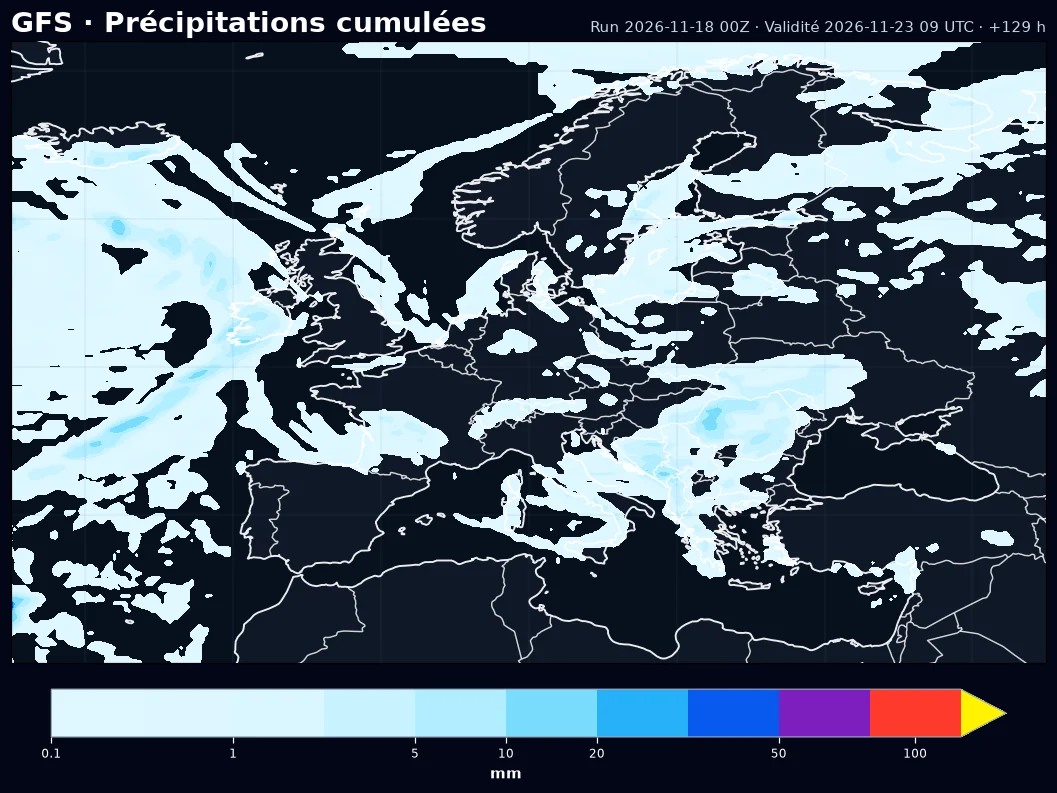 GFS · Précipitations cumulées
Run 2026-11-18 00Z · Validité 2026-11-23 09 UTC · +129 h
0.1 1 5 10 20 50 100
mm